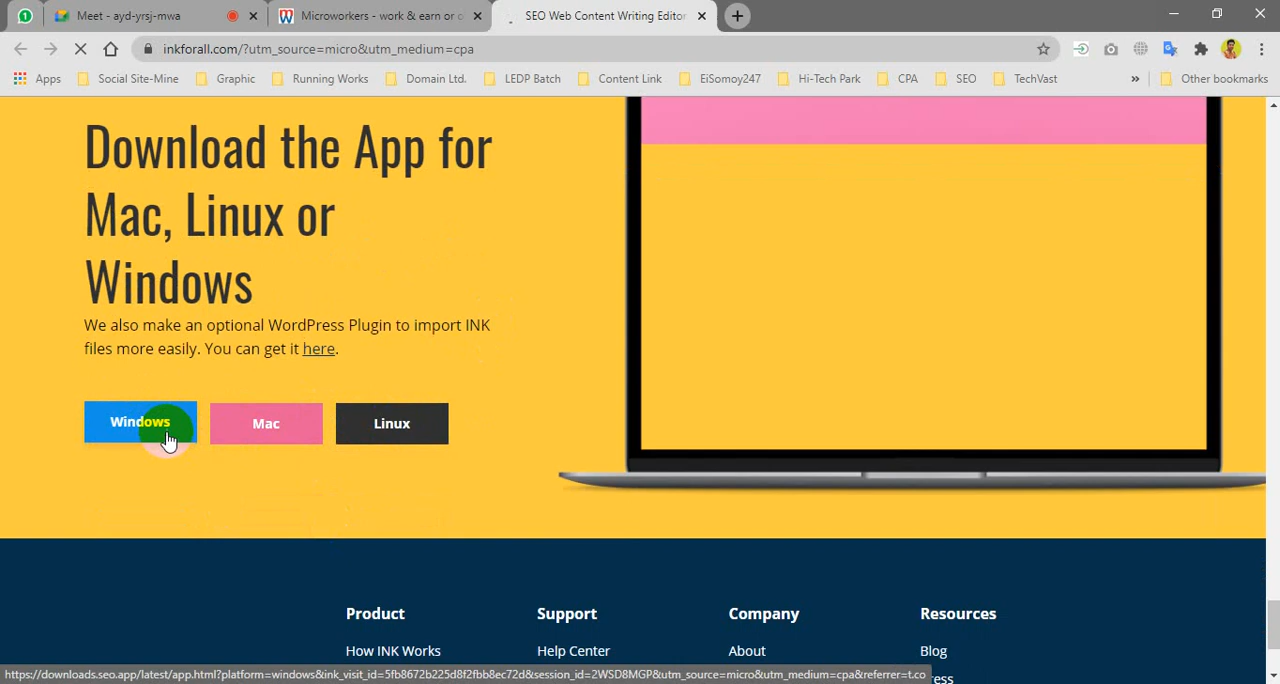 1
Meet - ayd-yrsj-mwa
Microworkers - work & earn or o
SEO Web Content Writing Editor
inkforall.com/?utm_source=micro&utm_medium=cpa
Apps
Social Site-Mine
Graphic
Running Works
Domain Ltd.
LEDP Batch
Content Link
EiSomoy247
Hi-Tech Park
CPA
SEO
TechVast
»
Other bookmarks
Download the App for
Mac, Linux or
Windows
We also make an optional WordPress Plugin to import INK
files more easily. You can get it here.
Windows
Mac
Linux
Product
Support
Company
Resources
How INK Works
Help Center
About
Blog
https://downloads.seo.app/latest/app.html?platform=windows&ink_visit_id=5fb8672b225d8f2fbb8ec72d&session_id=2WSD8MGP&utm_source=micro&utm_medium=cpa&referrer=t.co